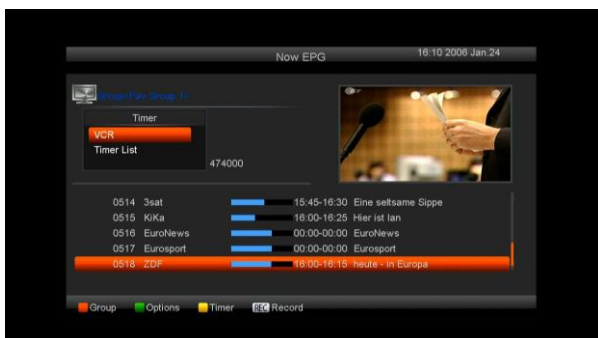 Now EPG
16:10 2006 Jan.24
Timer
VCR
Timer List
474000
0514 3sat 15:45-16:30 Eine seltsame Sippe
0515 KiKa 16:00-16:25 Hier ist Ian
0516 EuroNews 00:00-00:00 EuroNews
0517 Eurosport 00:00-00:00 Eurosport
0518 ZDF 16:00-16:15 heute - in Europa
Group Options Timer REC Record